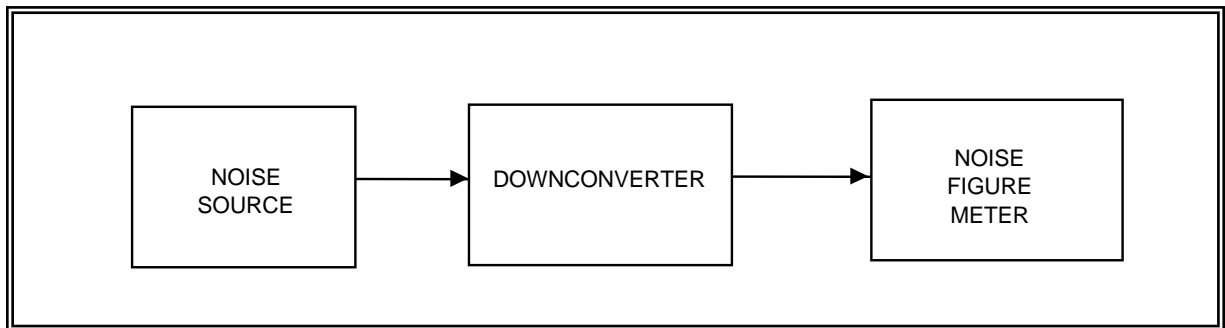 NOISE
SOURCE
DOWNCONVERTER
NOISE
FIGURE
METER